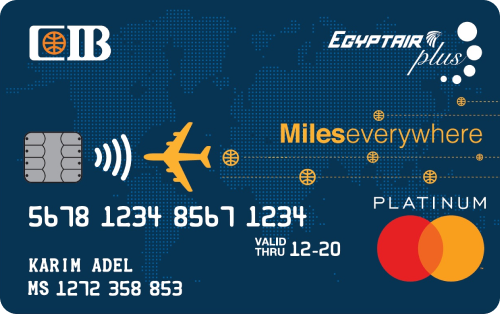 CIB
EGYPTAIR
plus
Mileseverywhere
5678 1234 8567 1234
PLATINUM
VALID
THRU 12-20
KARIM ADEL
MS 1272 358 853